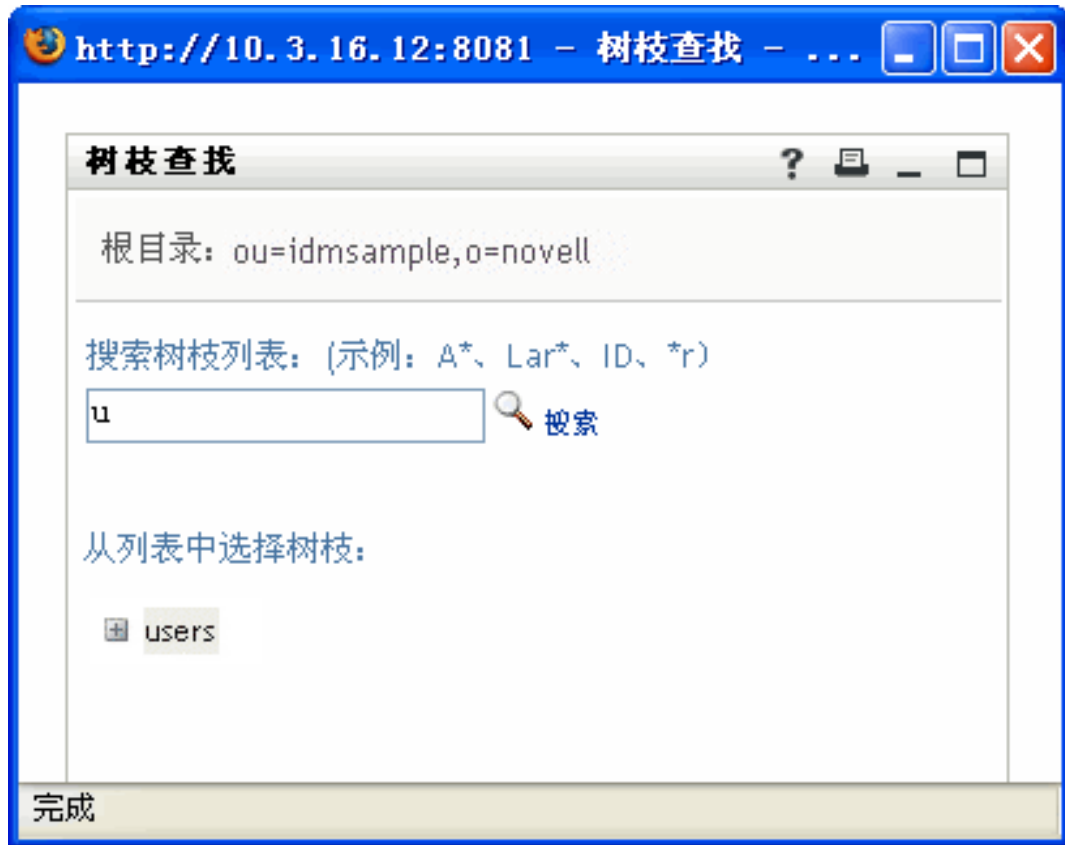 http://10.3.16.12:8081 - 树枝查找 - ...
树枝查找
根目录：ou=idmsample,o=novell
搜索树枝列表：(示例：A*、Lar*、ID、*r)
u
搜索
从列表中选择树枝：
users
完成